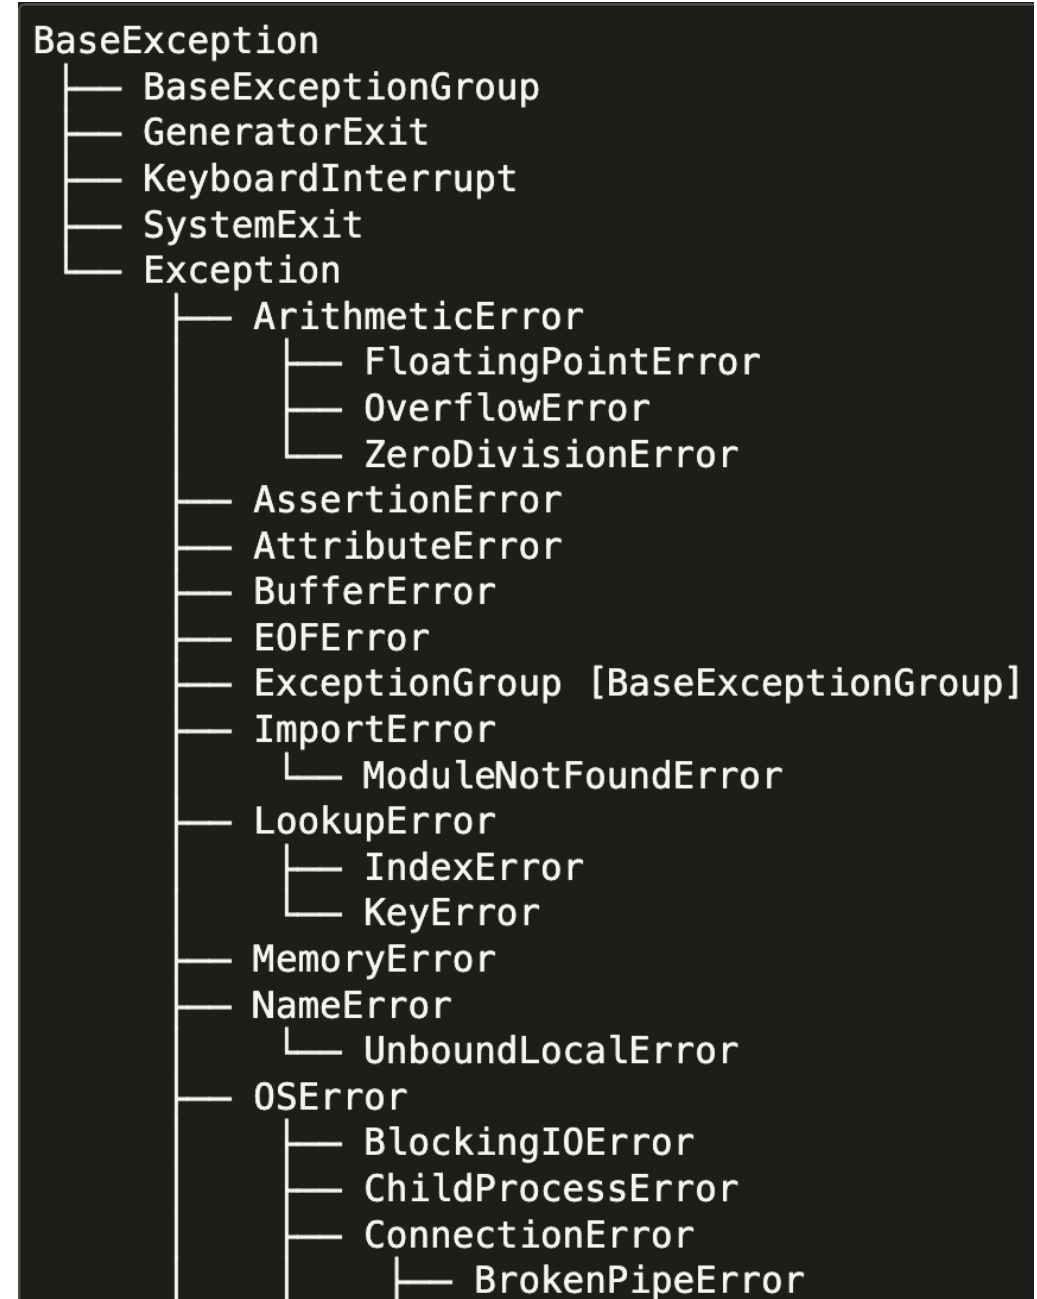 BaseException
├── BaseExceptionGroup
├── GeneratorExit
├── KeyboardInterrupt
├── SystemExit
└── Exception
├── ArithmeticError
│ ├── FloatingPointError
│ ├── OverflowError
│ └── ZeroDivisionError
├── AssertionError
├── AttributeError
├── BufferError
├── EOFError
├── ExceptionGroup [BaseExceptionGroup]
├── ImportError
│ └── ModuleNotFoundError
├── LookupError
│ ├── IndexError
│ └── KeyError
├── MemoryError
├── NameError
│ └── UnboundLocalError
├── OSError
│ ├── BlockingIOError
│ ├── ChildProcessError
│ ├── ConnectionError
│ │ ├── BrokenPipeError